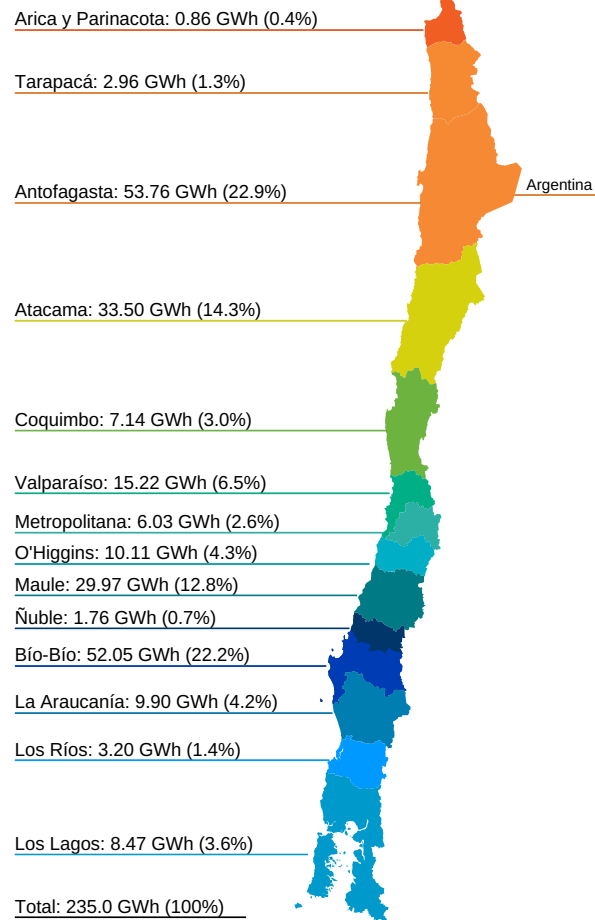 Arica y Parinacota: 0.86 GWh (0.4%)
Tarapacá: 2.96 GWh (1.3%)
Antofagasta: 53.76 GWh (22.9%)
Argentina
Atacama: 33.50 GWh (14.3%)
Coquimbo: 7.14 GWh (3.0%)
Valparaíso: 15.22 GWh (6.5%)
Metropolitana: 6.03 GWh (2.6%)
O'Higgins: 10.11 GWh (4.3%)
Maule: 29.97 GWh (12.8%)
Ñuble: 1.76 GWh (0.7%)
Bío-Bío: 52.05 GWh (22.2%)
La Araucanía: 9.90 GWh (4.2%)
Los Ríos: 3.20 GWh (1.4%)
Los Lagos: 8.47 GWh (3.6%)
Total: 235.0 GWh (100%)